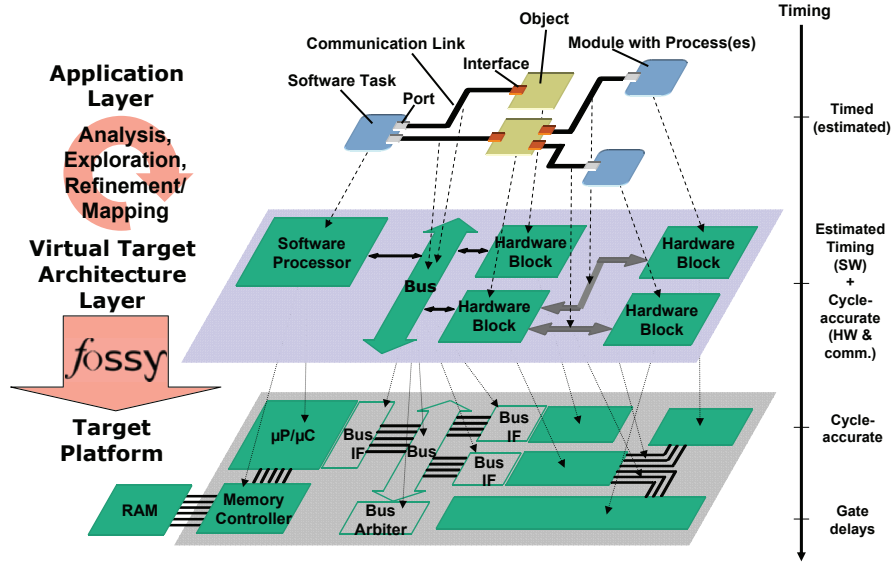 Timing
Object
Communication Link
Module with Process(es)
Interface
Software Task
Port
Application
Layer
Analysis,
Exploration,
Refinement/
Mapping
Timed
(estimated)
Virtual Target
Architecture
Layer
Software
Processor
Bus
Hardware
Block
Hardware
Block
Hardware
Block
Hardware
Block
Estimated
Timing
(SW)
+
Cycle-
accurate
(HW &
comm.)
fossy
Target
Platform
µP/µC
Bus
IF
Bus
Bus
IF
Bus
IF
Cycle-
accurate
RAM
Memory
Controller
Bus
Arbiter
Gate
delays